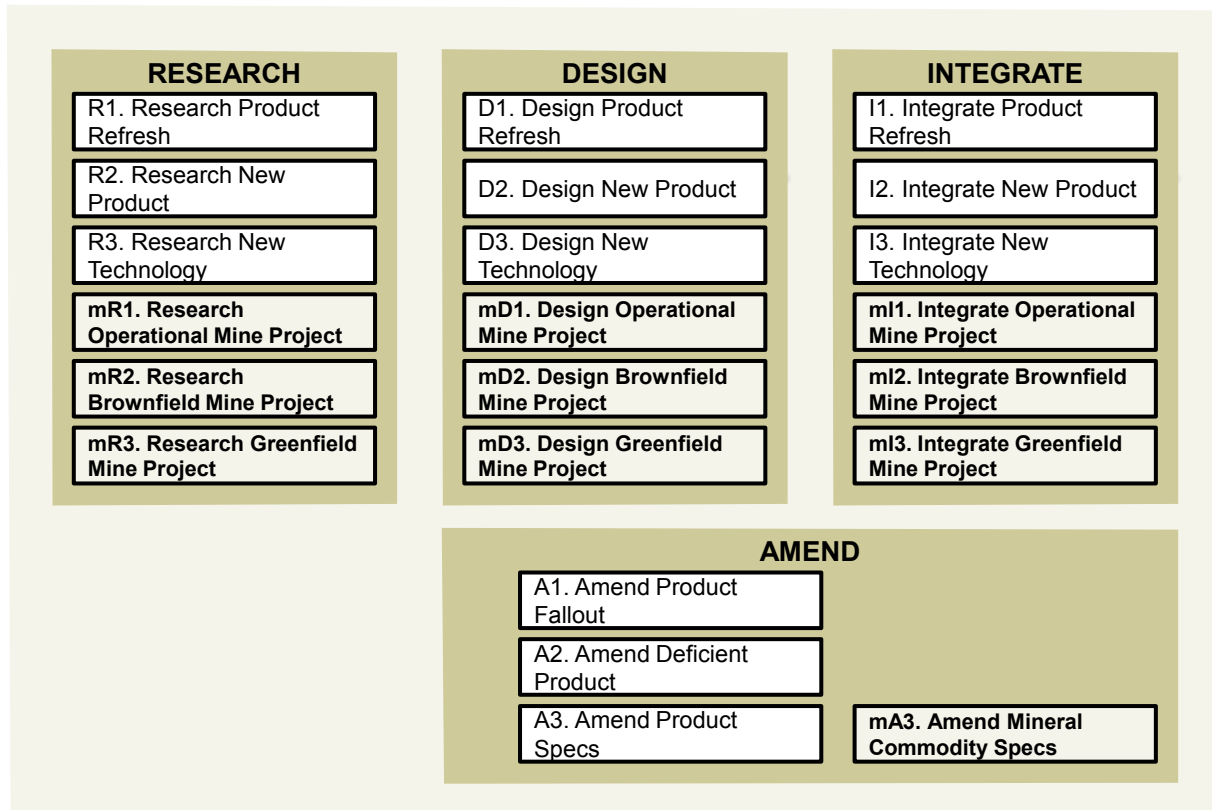 RESEARCH
R1. Research Product
Refresh
R2. Research New
Product
R3. Research New
Technology
mR1. Research
Operational Mine Project
mR2. Research
Brownfield Mine Project
mR3. Research Greenfield
Mine Project
DESIGN
D1. Design Product
Refresh
D2. Design New Product
D3. Design New
Technology
mD1. Design Operational
Mine Project
mD2. Design Brownfield
Mine Project
mD3. Design Greenfield
Mine Project
INTEGRATE
I1. Integrate Product
Refresh
I2. Integrate New Product
I3. Integrate New
Technology
mI1. Integrate Operational
Mine Project
mI2. Integrate Brownfield
Mine Project
mI3. Integrate Greenfield
Mine Project
AMEND
A1. Amend Product
Fallout
A2. Amend Deficient
Product
A3. Amend Product
Specs
mA3. Amend Mineral
Commodity Specs